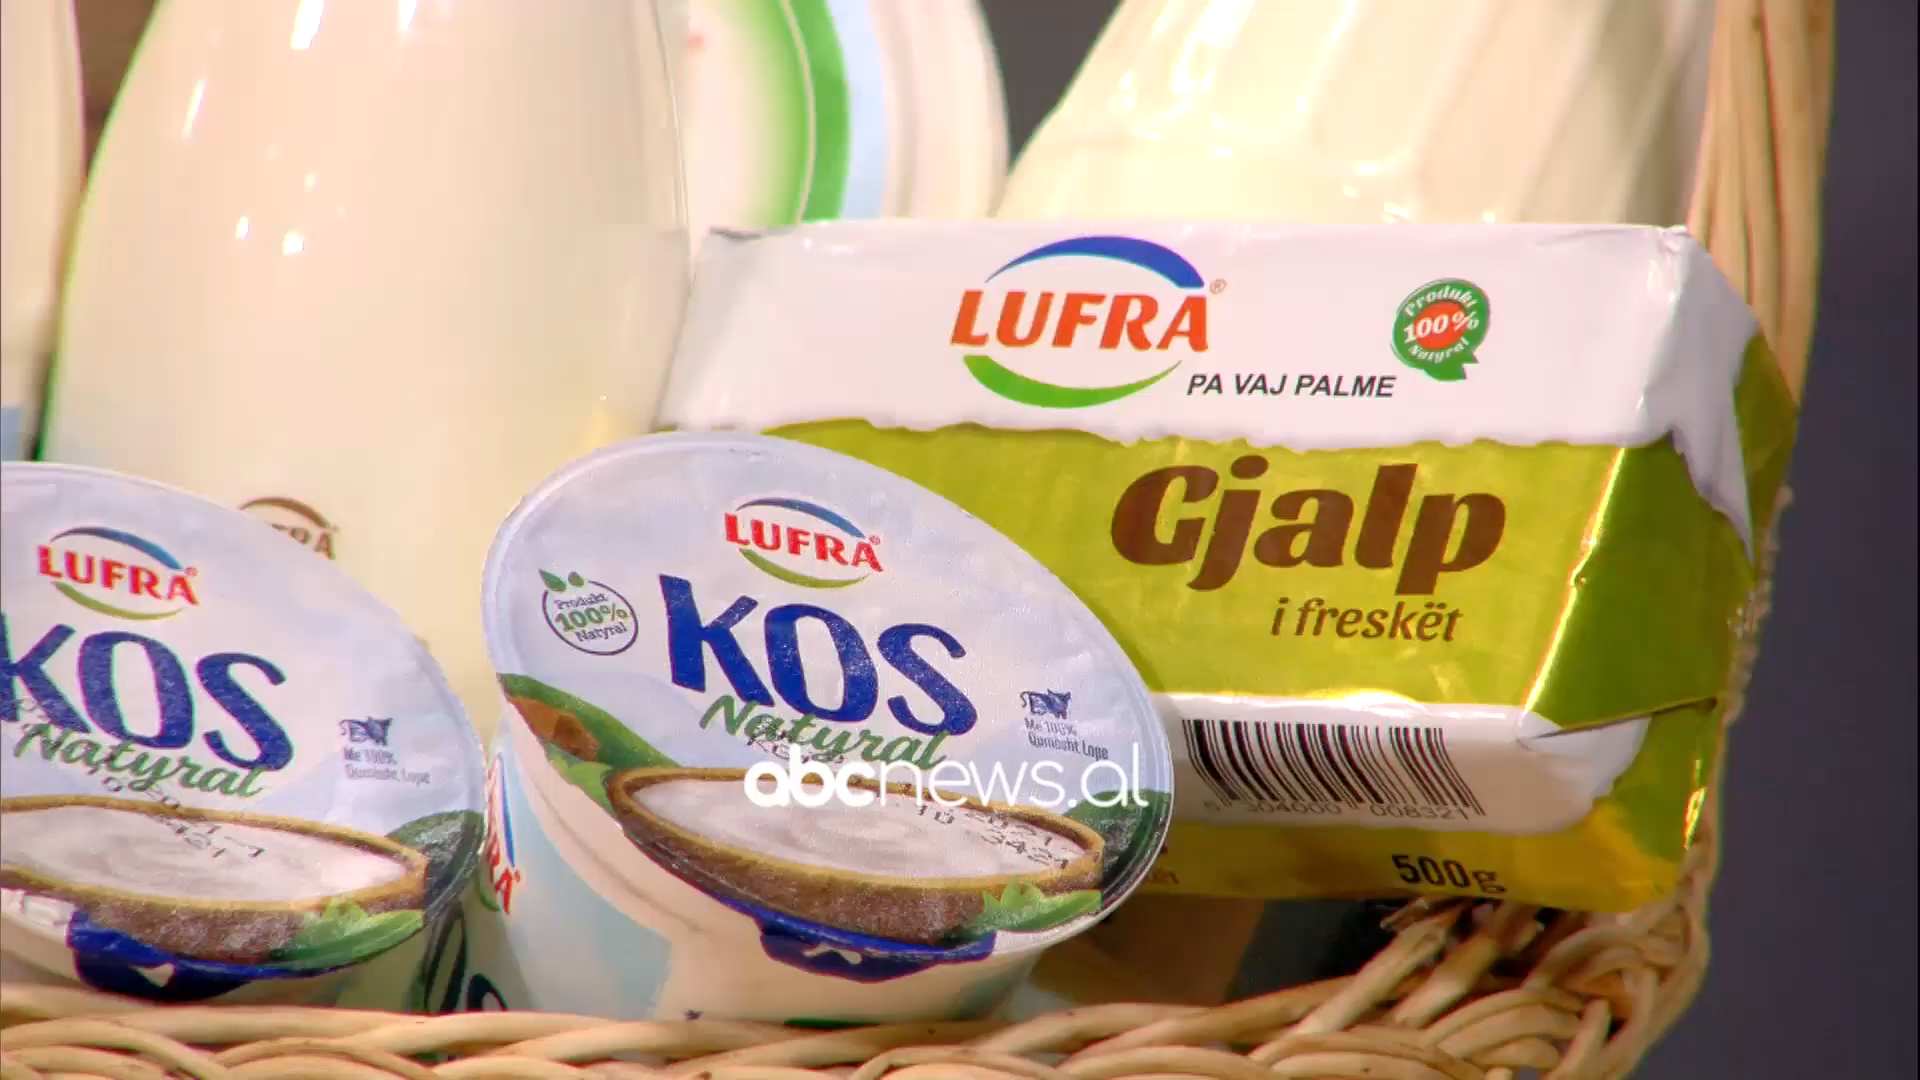 LUFRA®
Produkt
100%
Natyral
PA VAJ PALME
Gjalp
i freskët
500g
LUFRA®
Produkt
100%
Natyral
KOS
Natyral
Me 100%
Qumësht Lope
LUFRA®
KOS
Natyral
Me 100%
Qumësht Lope
abcnews.al